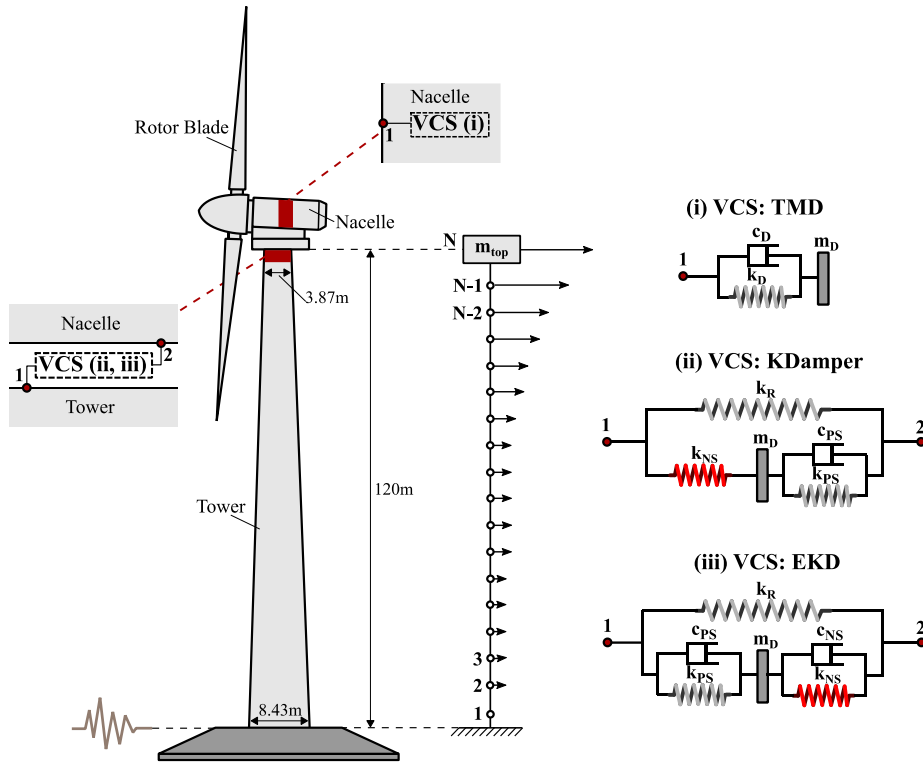 Rotor Blade
Nacelle
VCS (i)
1
Nacelle
N
m_top
N-1
N-2
3.87m
Nacelle
2
VCS (ii, iii)
1
Tower
Tower
120m
3
2
1
8.43m
(i) VCS: TMD
c_D
m_D
1
k_D
(ii) VCS: KDamper
k_R
1
2
m_D
c_PS
k_NS
k_PS
(iii) VCS: EKD
k_R
1
2
c_PS
m_D
c_NS
k_PS
k_NS